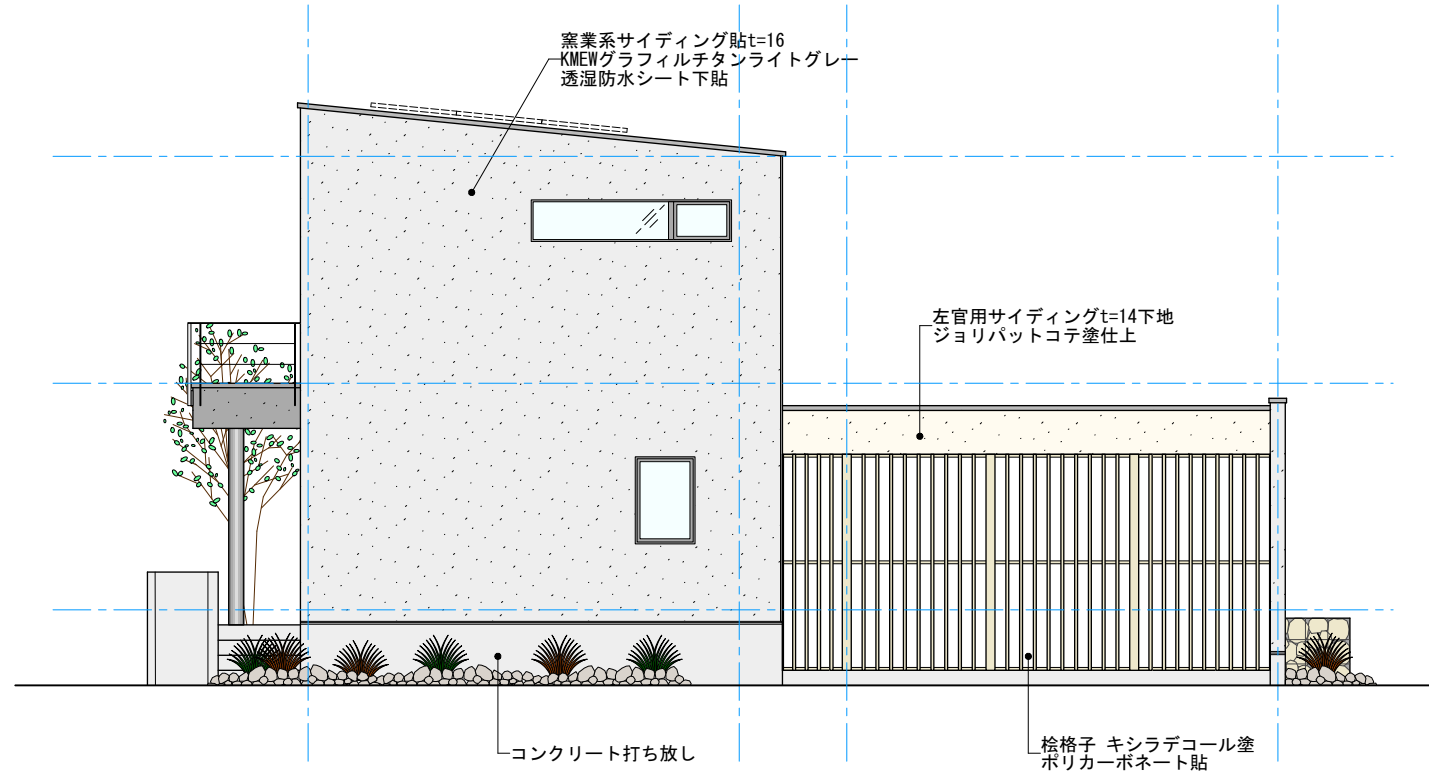 窯業系サイディング貼t=16
KMEWグラフィルチタンライトグレー
透湿防水シート下貼
左官用サイディングt=14下地
ジョリパットコテ塗仕上
コンクリート打ち放し
桧格子 キシラデコール塗
ポリカーボネート貼